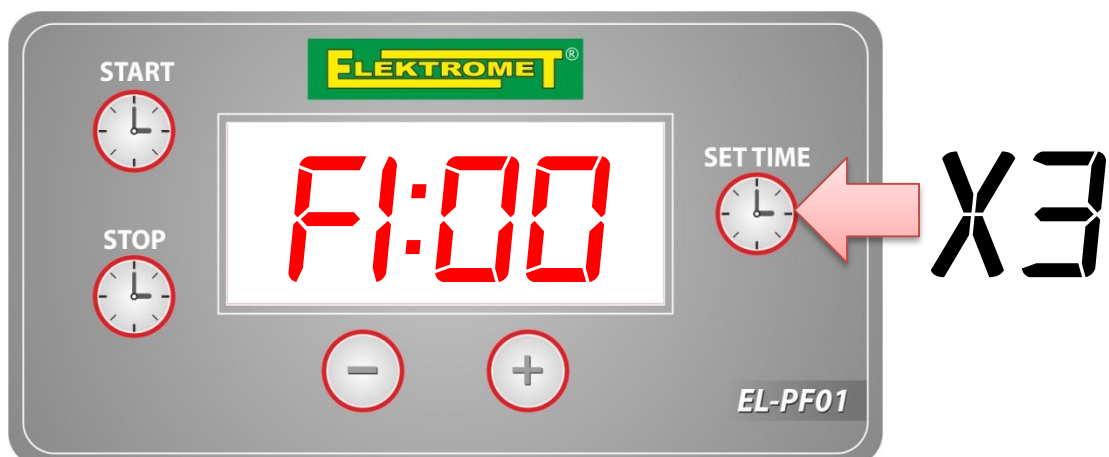 START
ELEKTROMET®
F1:00
SET TIME
X3
STOP
−
+
EL-PF01